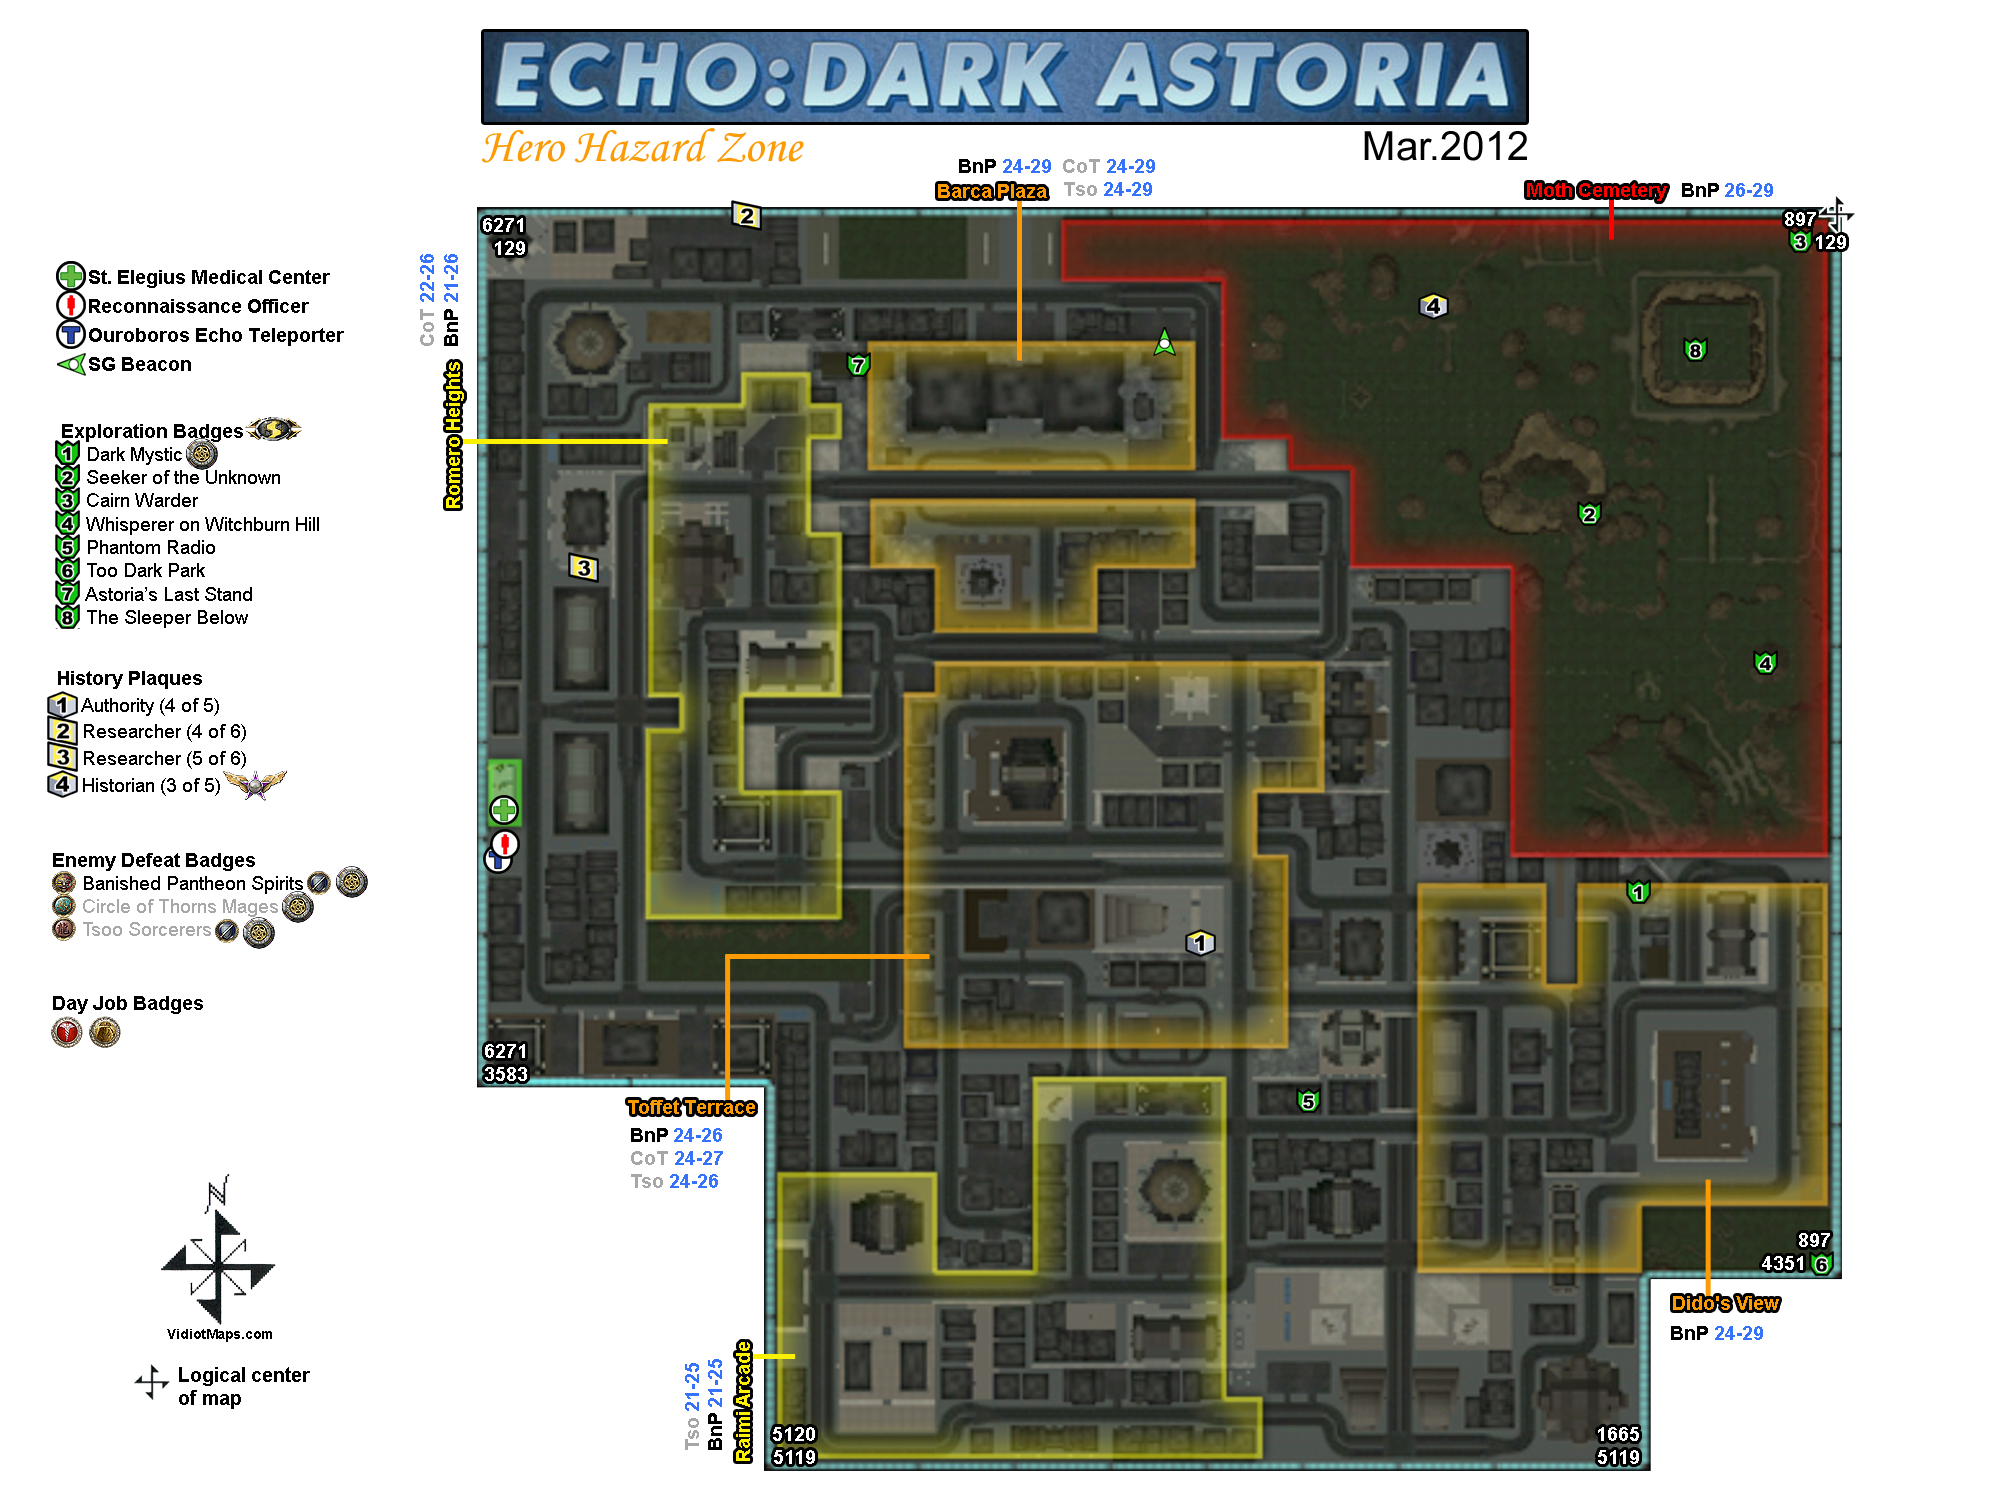 ECHO:DARK ASTORIA
Hero Hazard Zone
Mar.2012
BnP 24-29 CoT 24-29
Barca Plaza Tso 24-29
Moth Cemetery BnP 26-29
6271
129
897
3 129
2
CoT 22-26
BnP 21-26
Romero Heights
St. Elegius Medical Center
Reconnaissance Officer
T Ouroboros Echo Teleporter
SG Beacon
Exploration Badges
1 Dark Mystic
2 Seeker of the Unknown
3 Cairn Warder
4 Whisperer on Witchburn Hill
5 Phantom Radio
6 Too Dark Park
7 Astoria's Last Stand
8 The Sleeper Below
History Plaques
1 Authority (4 of 5)
2 Researcher (4 of 6)
3 Researcher (5 of 6)
4 Historian (3 of 5)
Enemy Defeat Badges
Banished Pantheon Spirits
Circle of Thorns Mages
Tsoo Sorcerers
Day Job Badges
4
8
7
2
3
4
T
1
1
5
6271
3583
Toffet Terrace
BnP 24-26
CoT 24-27
Tso 24-26
897
4351 6
Dido's View
BnP 24-29
Tso 21-25
BnP 21-25
Raimi Arcade
5120
5119
1665
5119
N
VidiotMaps.com
Logical center
of map